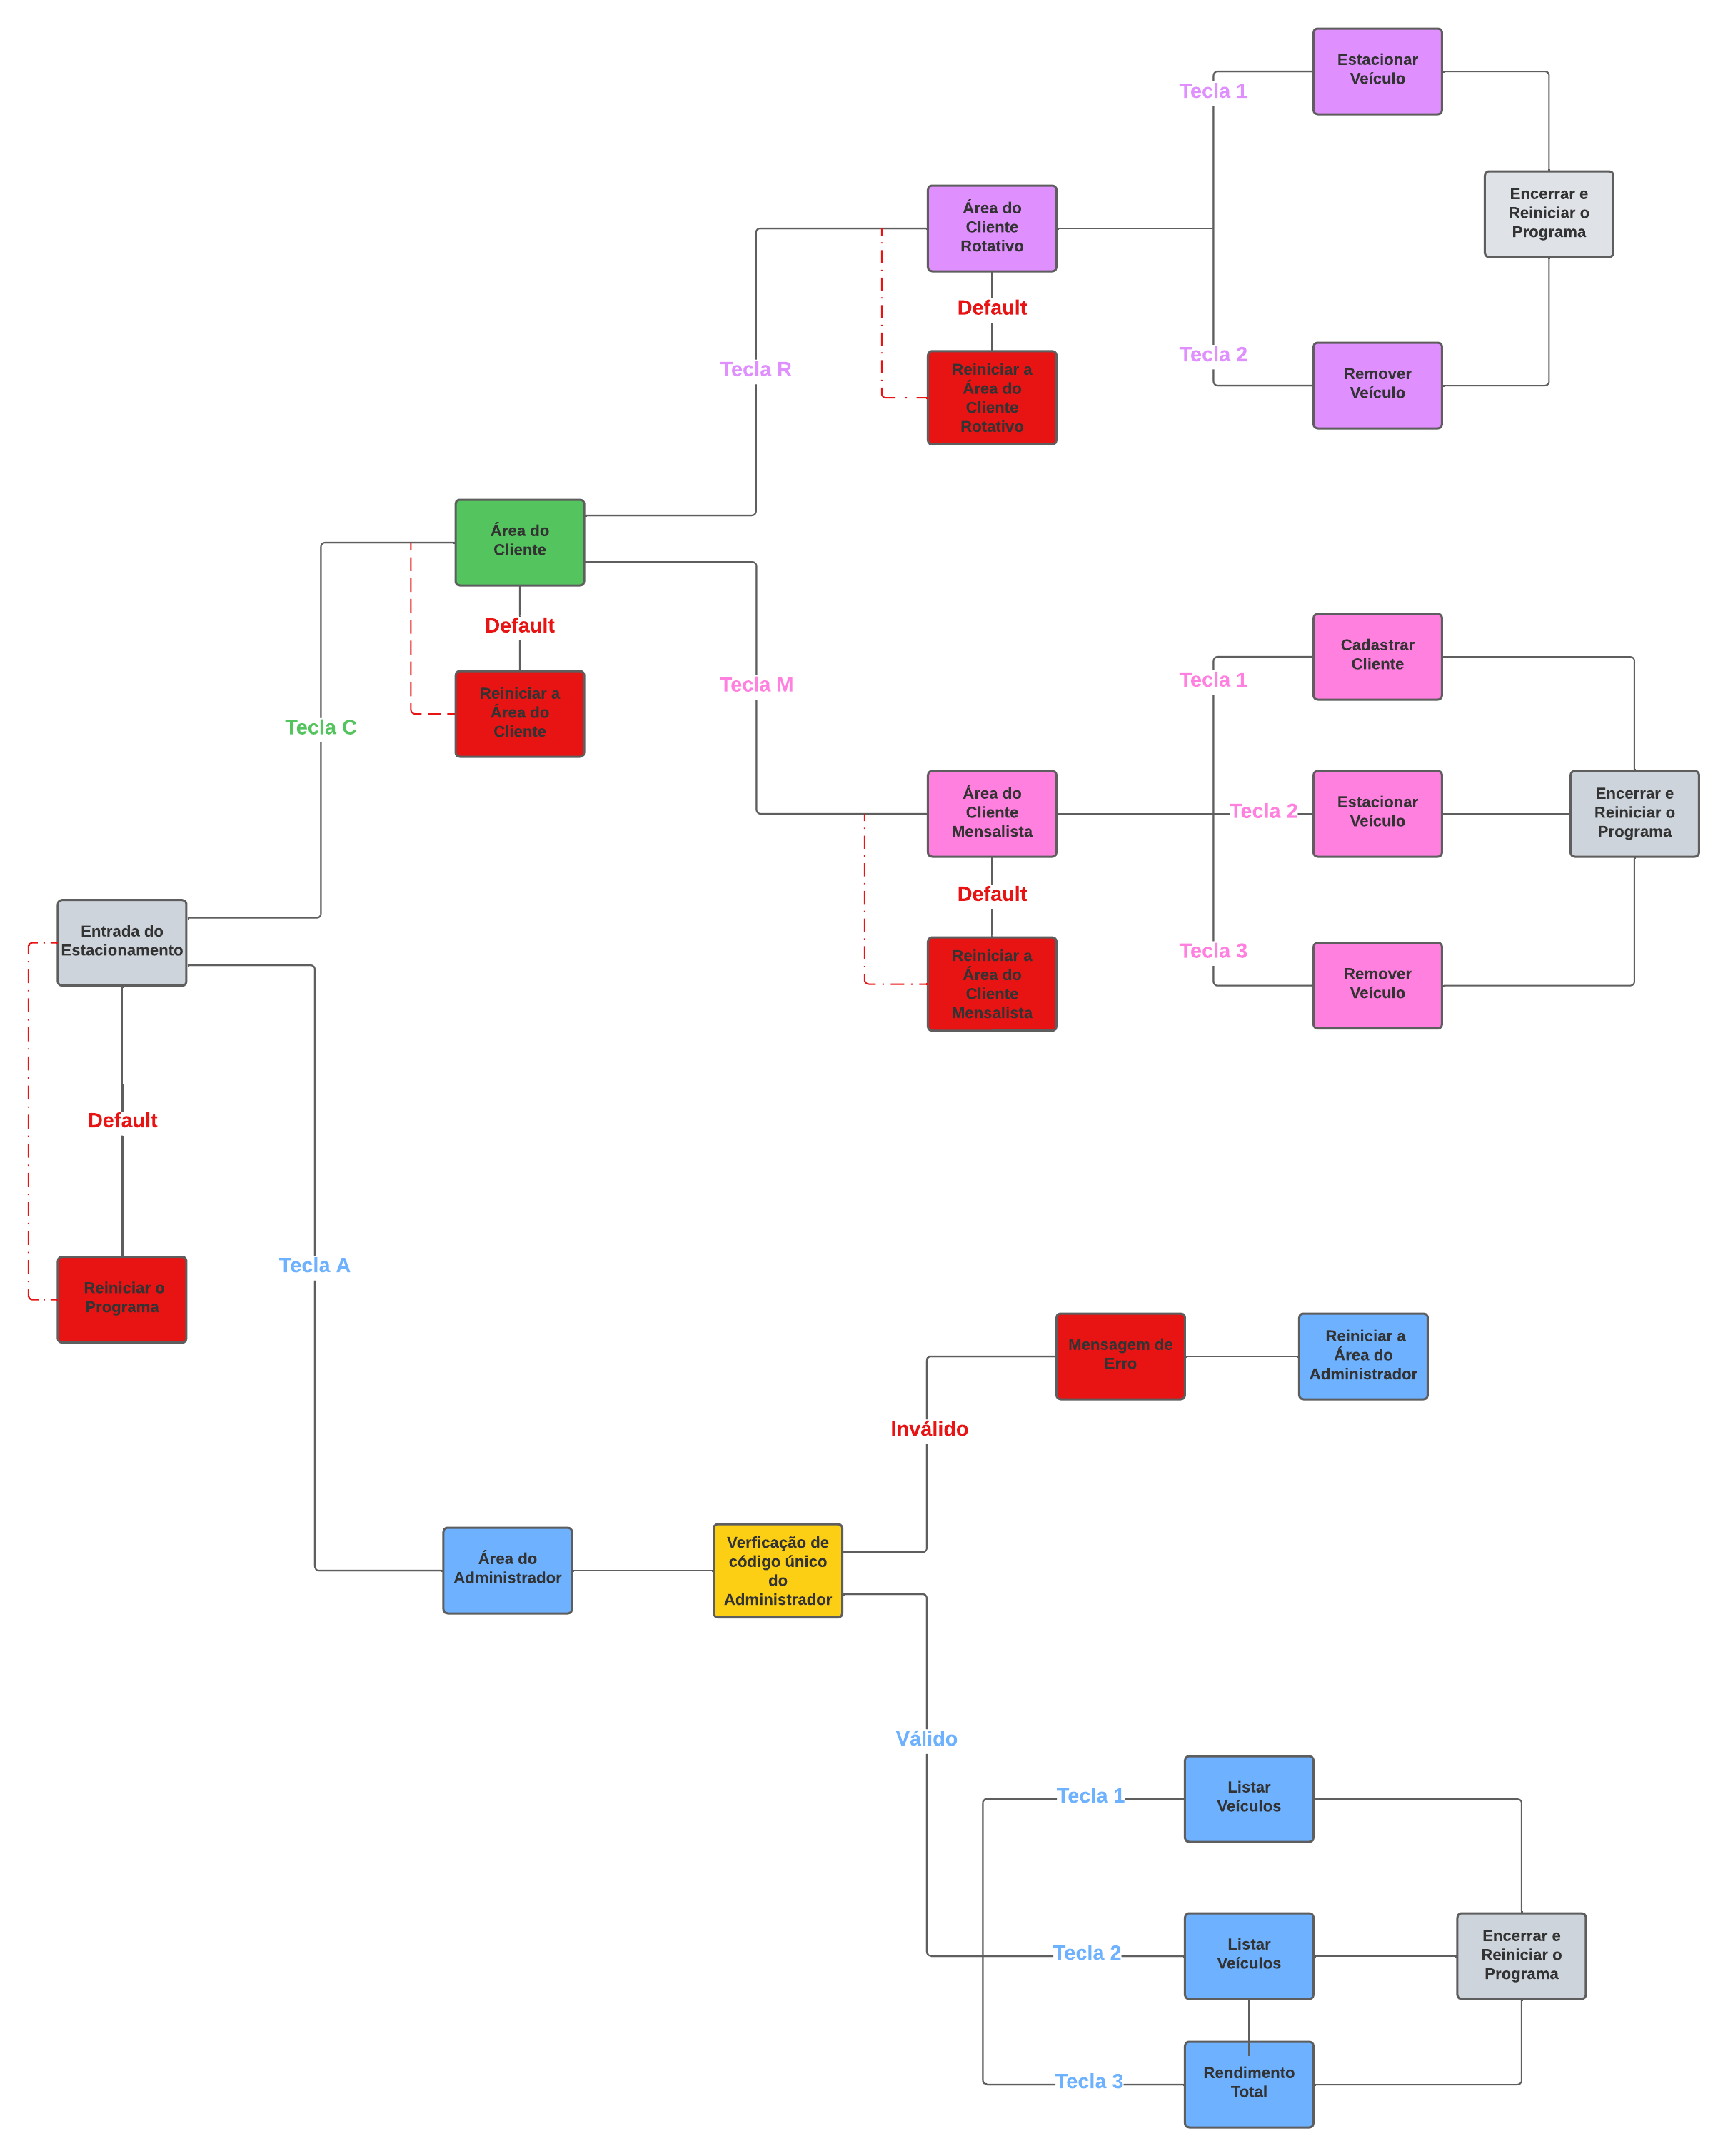 Estacionar
Veículo
Tecla 1
Encerrar e
Reiniciar o
Programa
Área do
Cliente
Rotativo
Default
Tecla 2
Remover
Veículo
Tecla R
Reiniciar a
Área do
Cliente
Rotativo
Área do
Cliente
Default
Cadastrar
Cliente
Tecla M
Tecla 1
Reiniciar a
Área do
Cliente
Tecla C
Área do
Cliente
Mensalista
Tecla 2
Estacionar
Veículo
Encerrar e
Reiniciar o
Programa
Default
Entrada do
Estacionamento
Tecla 3
Reiniciar a
Área do
Cliente
Mensalista
Remover
Veículo
Default
Tecla A
Reiniciar o
Programa
Mensagem de
Erro
Reiniciar a
Área do
Administrador
Inválido
Área do
Administrador
Verficação de
código único
do
Administrador
Válido
Tecla 1
Listar
Veículos
Tecla 2
Listar
Veículos
Encerrar e
Reiniciar o
Programa
Tecla 3
Rendimento
Total